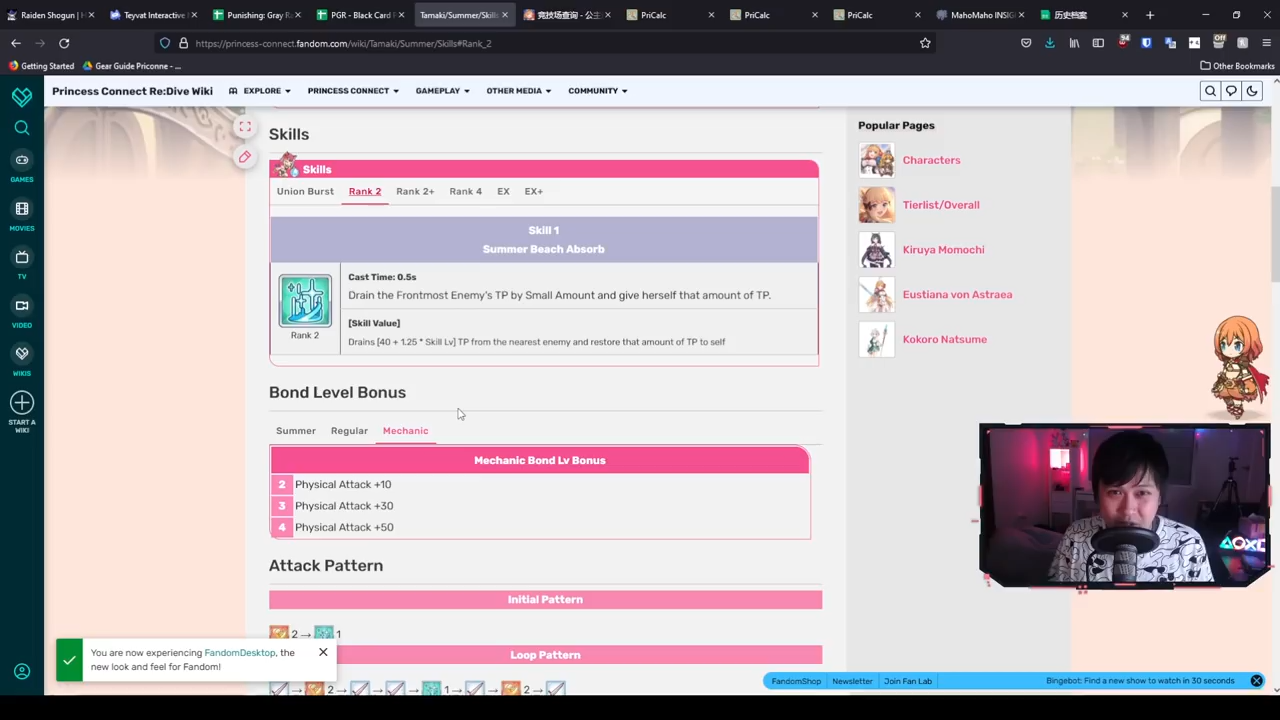 Raiden Shogun | H
Teyvat Interactive
Punishing: Gray Ra
PGR - Black Card F
Tamaki/Summer/Skills
竞技场查询 - 公主
PriCalc
PriCalc
PriCalc
MahoMaho INSIG
历史档案
https://princess-connect.fandom.com/wiki/Tamaki/Summer/Skills#Rank_2
94
Off
Getting Started
Gear Guide Priconne - ...
Other Bookmarks
Princess Connect Re:Dive Wiki
EXPLORE
PRINCESS CONNECT
GAMEPLAY
OTHER MEDIA
COMMUNITY
GAMES
MOVIES
TV
VIDEO
WIKIS
START A
WIKI
Skills
Skills
Union Burst
Rank 2
Rank 2+
Rank 4
EX
EX+
Skill 1
Summer Beach Absorb
Rank 2
Cast Time: 0.5s
Drain the Frontmost Enemy's TP by Small Amount and give herself that amount of TP.
[Skill Value]
Drains [40 + 1.25 * Skill Lv] TP from the nearest enemy and restore that amount of TP to self
Bond Level Bonus
Summer
Regular
Mechanic
Mechanic Bond Lv Bonus
2 Physical Attack +10
3 Physical Attack +30
4 Physical Attack +50
Attack Pattern
Initial Pattern
2 → 1
Loop Pattern
→ 2 → → → 1 → → 2 →
Popular Pages
Characters
Tierlist/Overall
Kiruya Momochi
Eustiana von Astraea
Kokoro Natsume
You are now experiencing FandomDesktop, the
new look and feel for Fandom!
FandomShop
Newsletter
Join Fan Lab
Bingebot: Find a new show to watch in 30 seconds